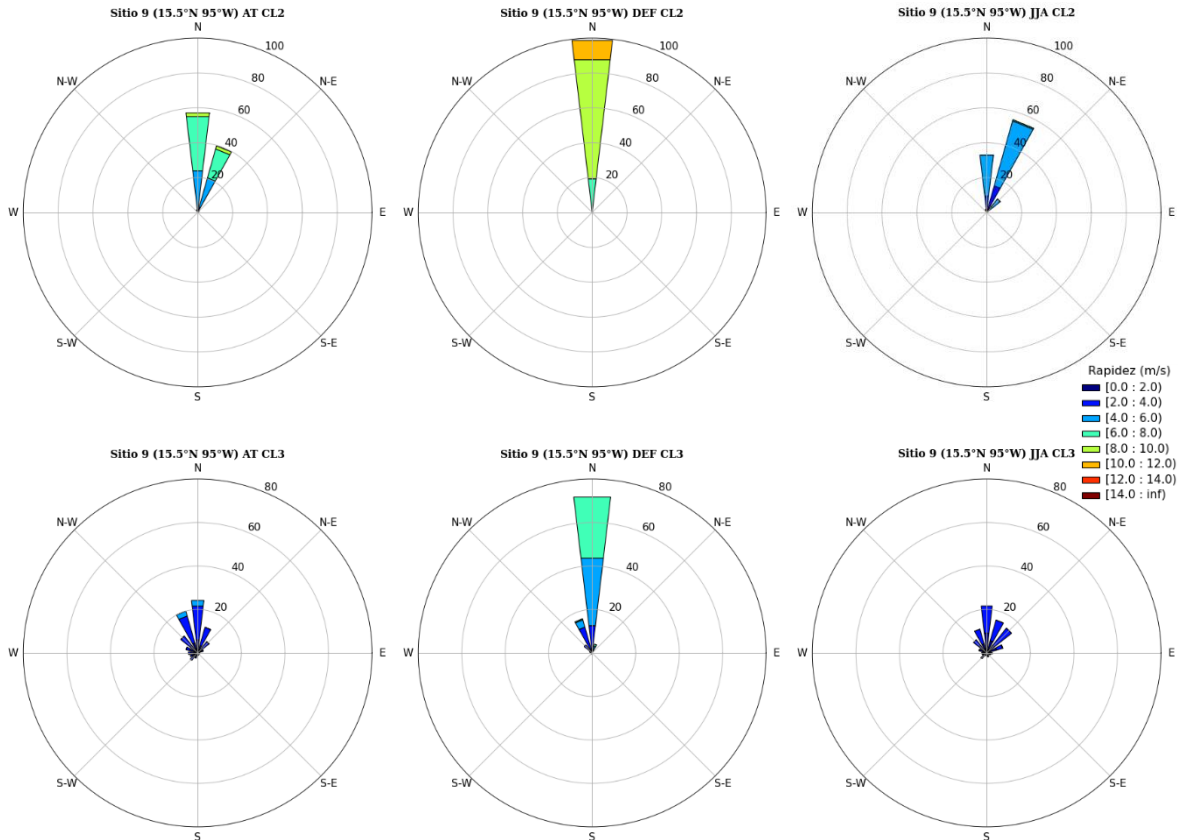 Sitio 9 (15.5°N 95°W) AT CL2
N
N-E
E
S-E
S
S-W
W
N-W
20
40
60
80
100
Sitio 9 (15.5°N 95°W) DEF CL2
N
N-E
E
S-E
S
S-W
W
N-W
20
40
60
80
100
Sitio 9 (15.5°N 95°W) JJA CL2
N
N-E
E
S-E
S
S-W
W
N-W
20
40
60
80
100
Rapidez (m/s)
[0.0 : 2.0)
[2.0 : 4.0)
[4.0 : 6.0)
[6.0 : 8.0)
[8.0 : 10.0)
[10.0 : 12.0)
[12.0 : 14.0)
[14.0 : inf)
Sitio 9 (15.5°N 95°W) AT CL3
N
N-E
E
S-E
S
S-W
W
N-W
20
40
60
80
Sitio 9 (15.5°N 95°W) DEF CL3
N
N-E
E
S-E
S
S-W
W
N-W
20
40
60
80
Sitio 9 (15.5°N 95°W) JJA CL3
N
N-E
E
S-E
S
S-W
W
N-W
20
40
60